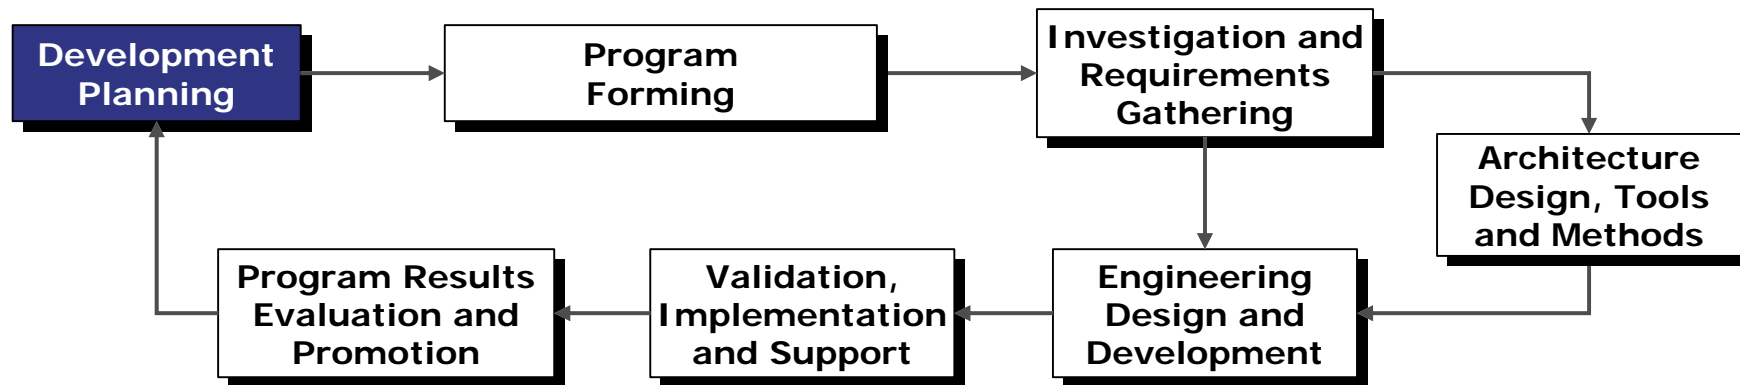 Development
Planning
Program
Forming
Investigation and
Requirements
Gathering
Architecture
Design, Tools
and Methods
Engineering
Design and
Development
Validation,
Implementation
and Support
Program Results
Evaluation and
Promotion